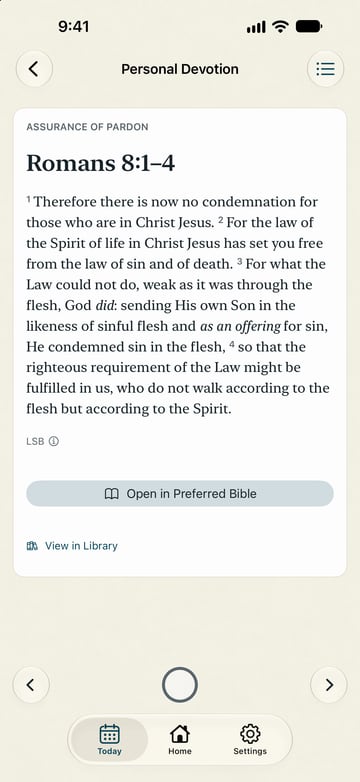 9:41
Personal Devotion
ASSURANCE OF PARDON
Romans 8:1–4
1 Therefore there is now no condemnation for
those who are in Christ Jesus. 2 For the law of
the Spirit of life in Christ Jesus has set you free
from the law of sin and of death. 3 For what the
Law could not do, weak as it was through the
flesh, God did: sending His own Son in the
likeness of sinful flesh and as an offering for sin,
He condemned sin in the flesh, 4 so that the
righteous requirement of the Law might be
fulfilled in us, who do not walk according to the
flesh but according to the Spirit.
LSB
Open in Preferred Bible
View in Library
Today
Home
Settings